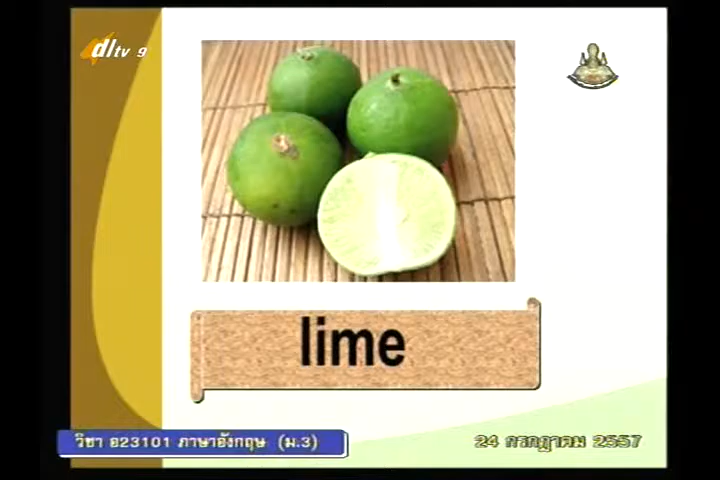 dltv 9
lime
วิชา อ23101 ภาษาอังกฤษ (ม.3)
24 กรกฎาคม 2557